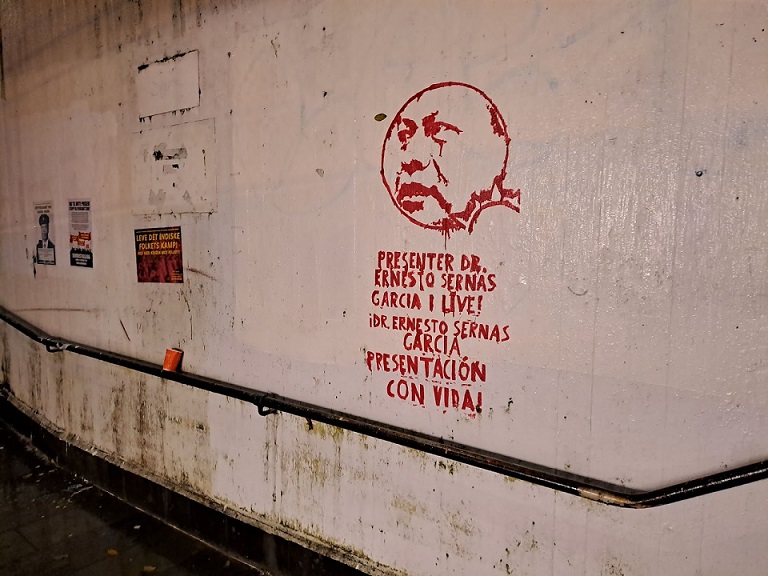 LEVE DET INDISKE
FOLKETS KAMP!
PRESENTER DR.
ERNESTO SERNAS
GARCIA I LIVE!
¡DR. ERNESTO SERNAS
GARCIA
PRESENTACIÓN
CON VIDA!